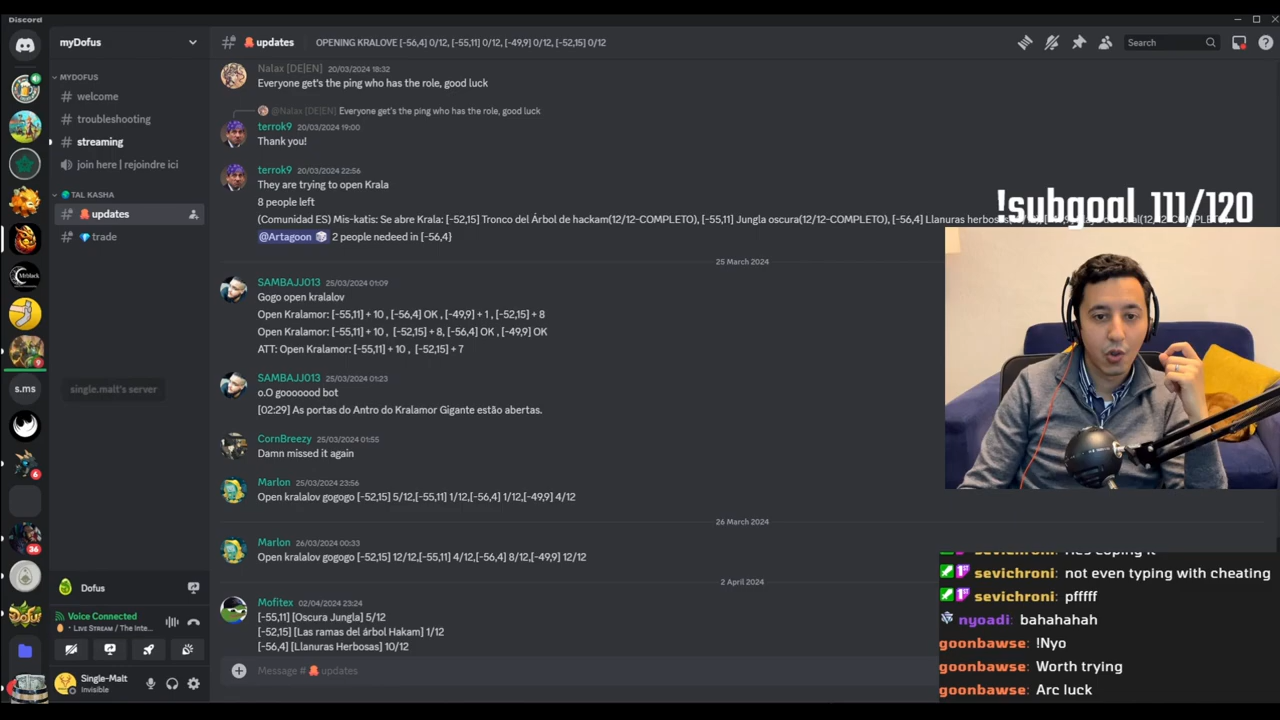 Discord
myDofus
updates
OPENING KRALOVE [-56,4] 0/12, [-55,11] 0/12, [-49,9] 0/12, [-52,15] 0/12
Search
MYDOFUS
welcome
troubleshooting
streaming
join here | rejoindre ici
TAL KASHA
updates
trade
single.malt's server
s.ms
9
6
36
Nalax [DE|EN] 20/03/2024 18:32
Everyone get's the ping who has the role, good luck
@Nalax [DE|EN] Everyone get's the ping who has the role, good luck
terrok9 20/03/2024 19:00
Thank you!
terrok9 20/03/2024 22:56
They are trying to open Krala
8 people left
(Comunidad ES) Mis-katis: Se abre Krala: [-52,15] Tronco del Árbol de hackam(12/12-COMPLETO), [-55,11] Jungla oscura(12/12-COMPLETO), [-56,4] Llanuras
@Artagoon 2 people nedeed in [-56,4}
25 March 2024
SAMBAJJ013 25/03/2024 01:09
Gogo open kralalov
Open Kralamor: [-55,11] + 10 , [-56,4] OK , [-49,9] + 1 , [-52,15] + 8
Open Kralamor: [-55,11] + 10 , [-52,15] + 8, [-56,4] OK , [-49,9] OK
ATT: Open Kralamor: [-55,11] + 10 , [-52,15] + 7
SAMBAJJ013 25/03/2024 01:23
o.O gooooood bot
[02:29] As portas do Antro do Kralamor Gigante estão abertas.
CornBreezy 25/03/2024 01:55
Damn missed it again
Marlon 25/03/2024 23:56
Open kralalov gogogo [-52,15] 5/12,[-55,11] 1/12,[-56,4] 1/12,[-49,9] 4/12
26 March 2024
Marlon 26/03/2024 00:33
Open kralalov gogogo [-52,15] 12/12,[-55,11] 4/12,[-56,4] 8/12,[-49,9] 12/12
2 April 2024
Mofitex 02/04/2024 23:24
[-55,11] [Oscura Jungla] 5/12
[-52,15] [Las ramas del árbol Hakam] 1/12
[-56,4] [Llanuras Herbosas] 10/12
Message # updates
Dofus
Voice Connected
LIVE STREAM / The Inte...
Single-Malt
Invisible
!subgoal 111/120
sevichroni: not even typing with cheating
sevichroni: pfffff
nyoadi: bahahahah
goonbawse: !Nyo
goonbawse: Worth trying
goonbawse: Arc luck